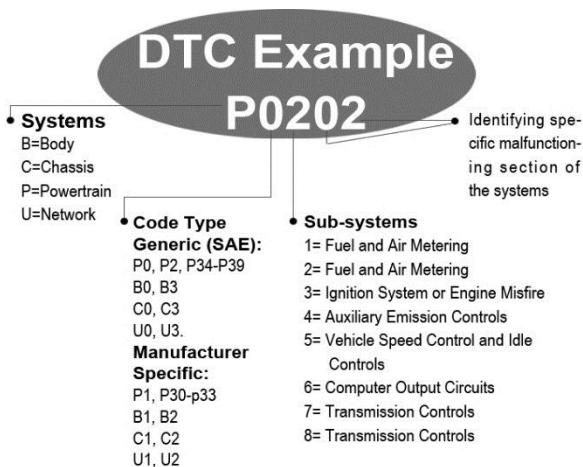 DTC Example
P0202
Systems
B=Body
C=Chassis
P=Powertrain
U=Network
Code Type
Generic (SAE):
P0, P2, P34-P39
B0, B3
C0, C3
U0, U3.
Manufacturer
Specific:
P1, P30-p33
B1, B2
C1, C2
U1, U2
Sub-systems
1= Fuel and Air Metering
2= Fuel and Air Metering
3= Ignition System or Engine Misfire
4= Auxiliary Emission Controls
5= Vehicle Speed Control and Idle
Controls
6= Computer Output Circuits
7= Transmission Controls
8= Transmission Controls
Identifying spe-
cific malfunction-
ing section of
the systems